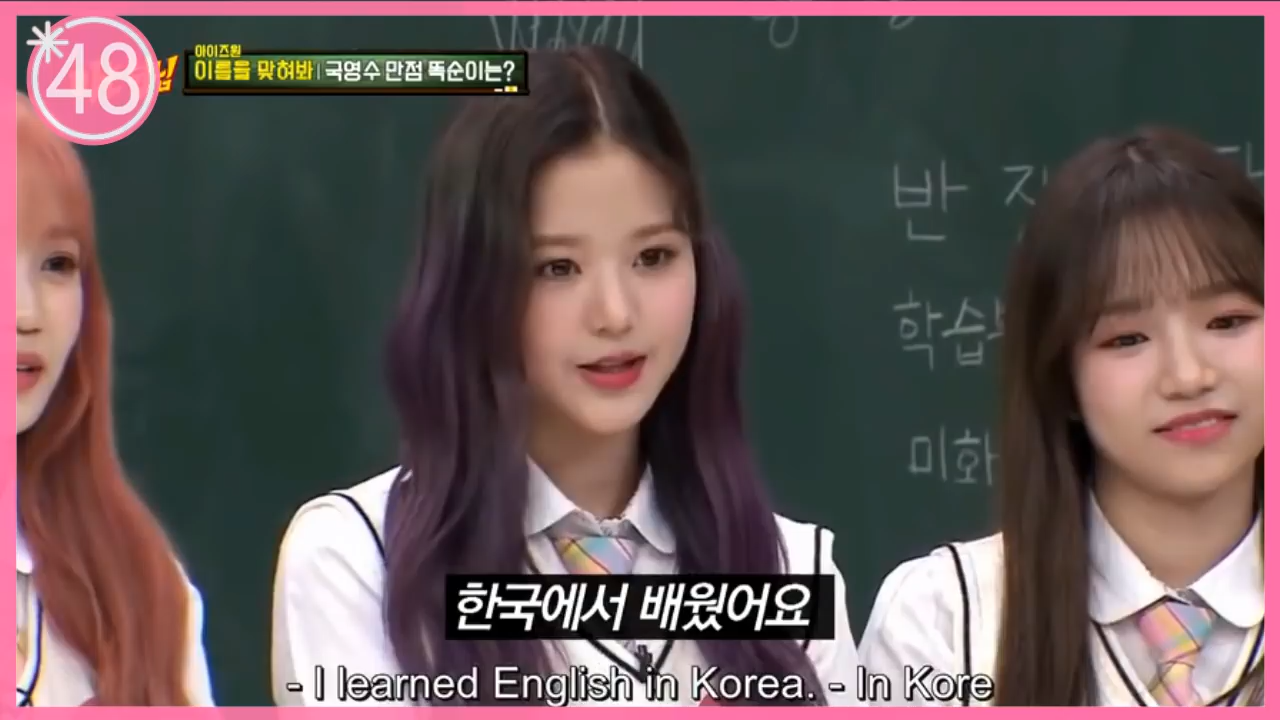 48
아이즈원
이름을 맞혀봐 | 국영수 만점 똑순이는?
반
학습
미화
한국에서 배웠어요
- I learned English in Korea. - In Kore